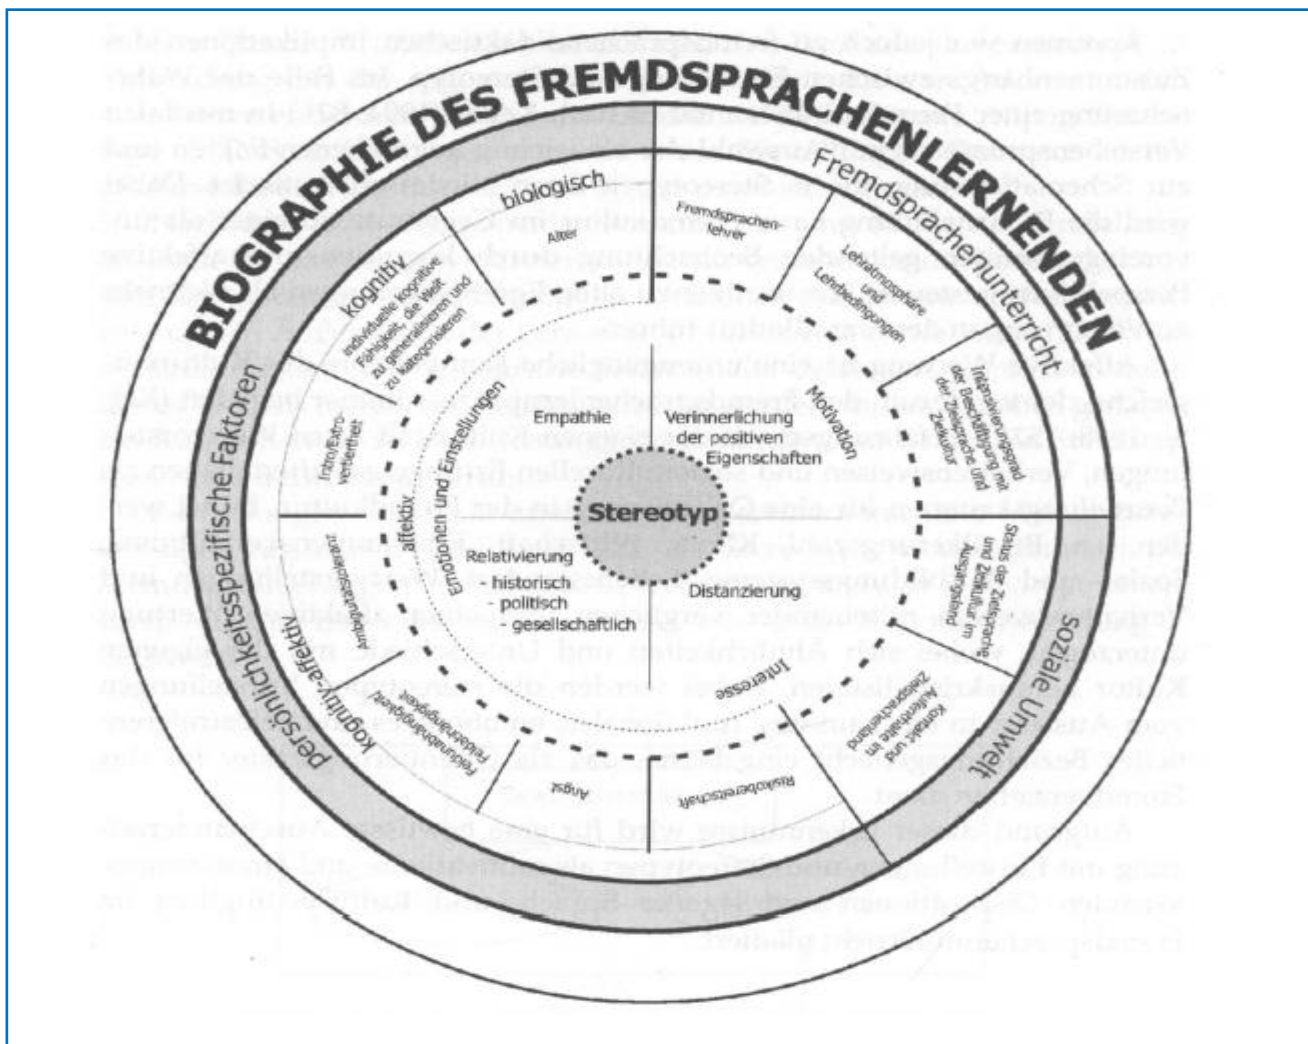 BIOGRAPHIE DES FREMDSPRACHENLERNENDEN
persönlichkeitsspezifische Faktoren
Fremdsprachenunterricht
soziale Umwelt
biologisch
Alter
kognitiv
individuelle kognitive
Fähigkeit, die Welt
zu generalisieren und
zu kategorisieren
Intro/Extro-
vertiertheit
Ambiguitätstoleranz
kognitiv/affektiv
Feldunabhängigkeit/
Feldabhängigkeit
Angst
Risikobereitschaft
Fremdsprachen-
lehrer
Lernatmosphäre
und
Lehrbedingungen
Intensivierungsgrad
der Beschäftigung mit
der Zielsprache und
der Zielkultur
Status der Zielsprache
und Zielkultur im
Ausgangsland
Kontakt und
Aufenthalte im
Zielsprachenland
affektiv
Emotionen und Einstellungen
Motivation
Interesse
Empathie
Verinnerlichung
der positiven
Eigenschaften
Stereotyp
Relativierung
- historisch
politisch
gesellschaftlich
Distanzierung